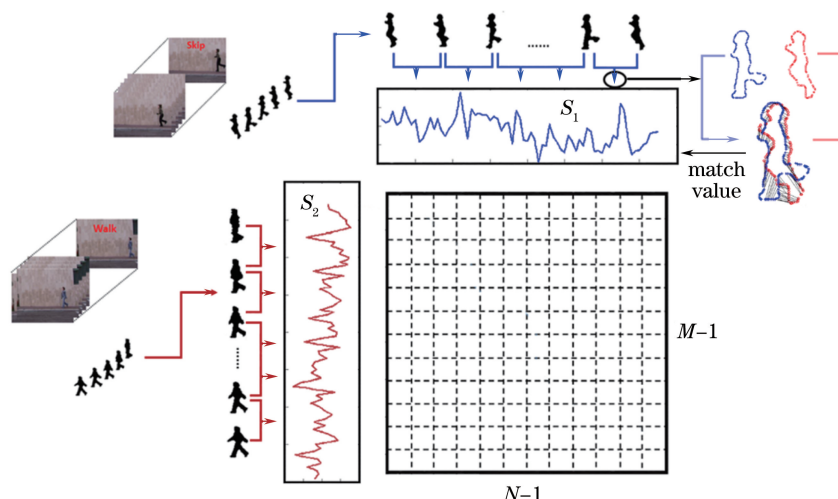 Skip
......
S₁
match
value
S₂
Walk
......
M–1
N–1